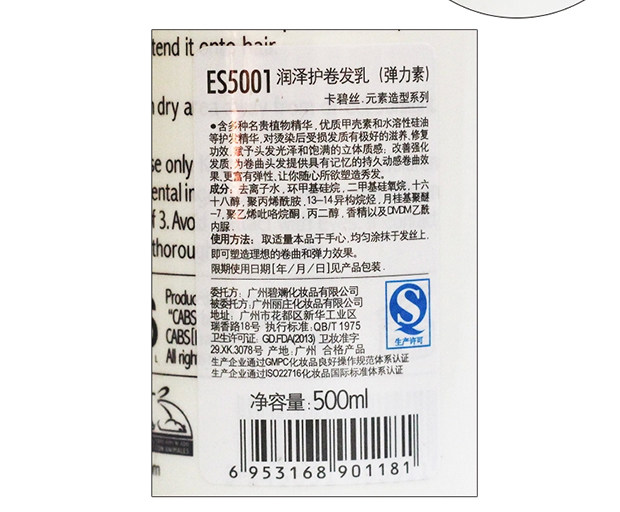 tend it onto hair
dry a
se only
ental in
f 3. Avo
thorou
Produc
"CABS
CABS
All righ
ES5001 润泽护卷发乳 (弹力素)
卡碧丝.元素造型系列
●含多种名贵植物精华,优质甲壳素和水溶性硅油
等护发精华,对烫染后受损发质有极好的滋养,修复
功效,赋予头发光泽和饱满的立体质感;改善强化
发质,为卷曲头发提供具有记忆的持久动感卷曲效
果,更富有弹性,让你随心所欲塑造秀发。
成分:去离子水,环甲基硅烷,二甲基硅氧烷,十六
十八醇,聚丙烯酰胺,13-14异构烷烃,月桂基聚醚
-7,聚乙烯吡咯烷酮,丙二醇,香精以及DMDM乙酰
内脲.
使用方法:取适量本品于手心,均匀涂抹于发丝上,
即可塑造理想的卷曲和弹力效果。
限期使用日期[年/月/日]见产品包装.
委托方:广州碧斓化妆品有限公司
被委托方:广州丽庄化妆品有限公司
地址:广州市花都区新华工业区
瑞香路18号 执行标准:QB/T 1975
卫生许可证:GD.FDA(2013) 卫妆准字
29.XK.3078号 产地:广州 合格产品
生产企业通过GMPC化妆品良好操作规范体系认证
生产企业通过ISO22716化妆品国际标准体系认证
生产许可
净容量:500ml
6 953168 901181